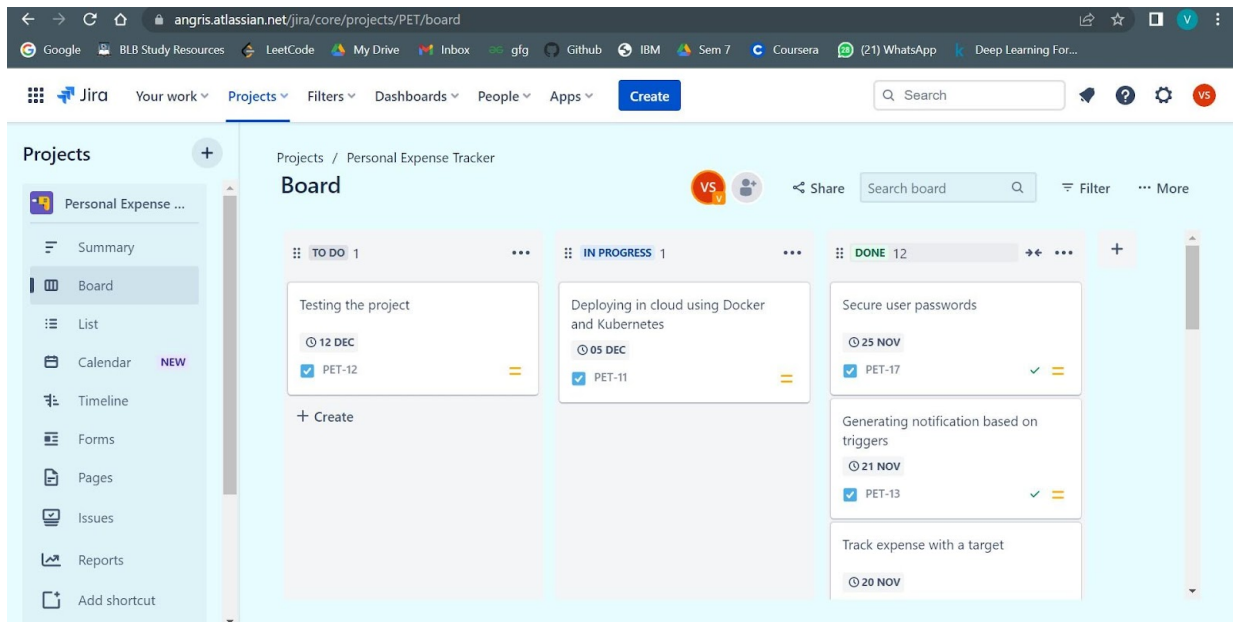 angris.atlassian.net/jira/core/projects/PET/board
Google BLB Study Resources LeetCode My Drive Inbox gfg Github IBM Sem 7 Coursera (21) WhatsApp Deep Learning For...
Jira Your work Projects Filters Dashboards People Apps Create Search VS
Projects
Personal Expense ...
Summary
Board
List
Calendar NEW
Timeline
Forms
Pages
Issues
Reports
Add shortcut
Projects / Personal Expense Tracker
Board
VS V Share Search board Filter More
TO DO 1
Testing the project
12 DEC
PET-12
+ Create
IN PROGRESS 1
Deploying in cloud using Docker
and Kubernetes
05 DEC
PET-11
DONE 12
Secure user passwords
25 NOV
PET-17
Generating notification based on
triggers
21 NOV
PET-13
Track expense with a target
20 NOV